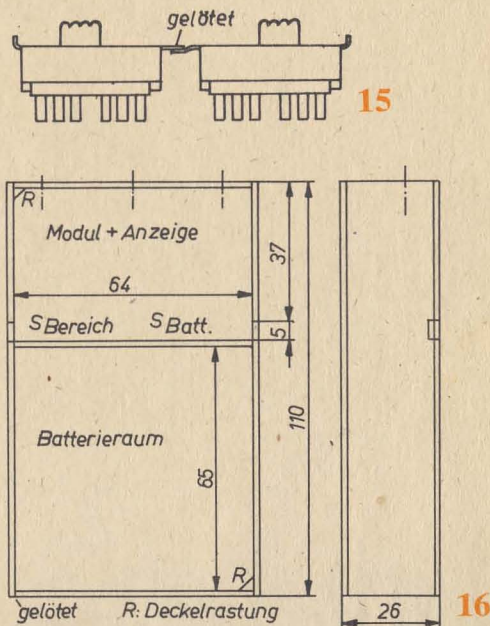 gelötet
15
R
Modul + Anzeige
64
37
S Bereich S Batt.
5
110
Batterieraum
65
R
gelötet R: Deckelrastung
26
16